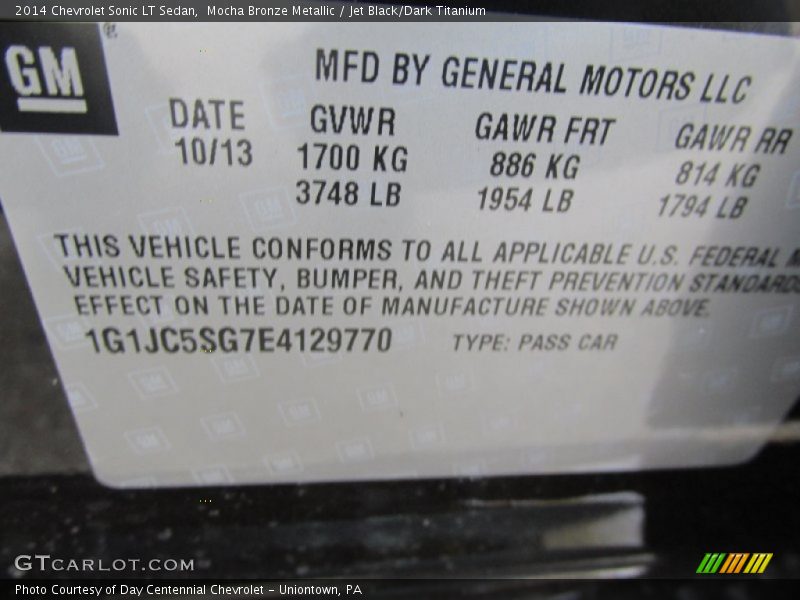 2014 Chevrolet Sonic LT Sedan,  Mocha Bronze Metallic / Jet Black/Dark Titanium
GM
MFD BY GENERAL MOTORS LLC
DATE GVWR GAWR FRT GAWR RR
10/13 1700 KG 886 KG 814 KG
3748 LB 1954 LB 1794 LB
THIS VEHICLE CONFORMS TO ALL APPLICABLE U.S. FEDERAL M
VEHICLE SAFETY, BUMPER, AND THEFT PREVENTION STANDARDS
EFFECT ON THE DATE OF MANUFACTURE SHOWN ABOVE.
1G1JC5SG7E4129770 TYPE: PASS CAR
GTCARLOT.COM
Photo Courtesy of Day Centennial Chevrolet - Uniontown, PA